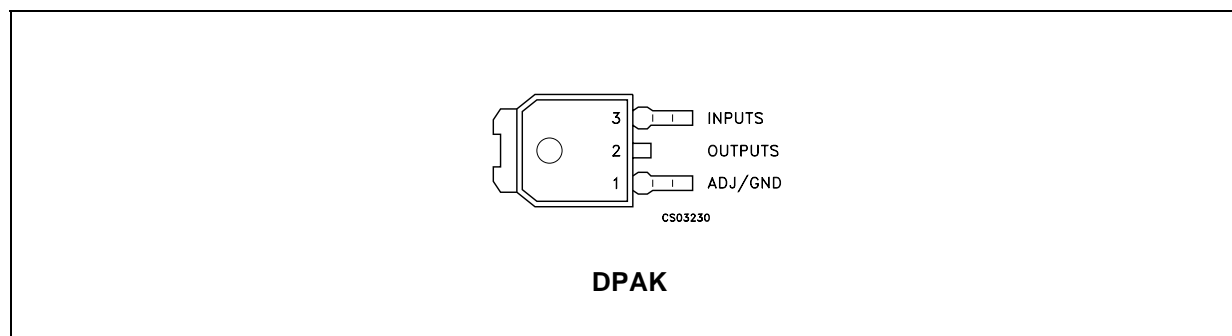 3 INPUTS
2 OUTPUTS
1 ADJ/GND
CS03230
DPAK